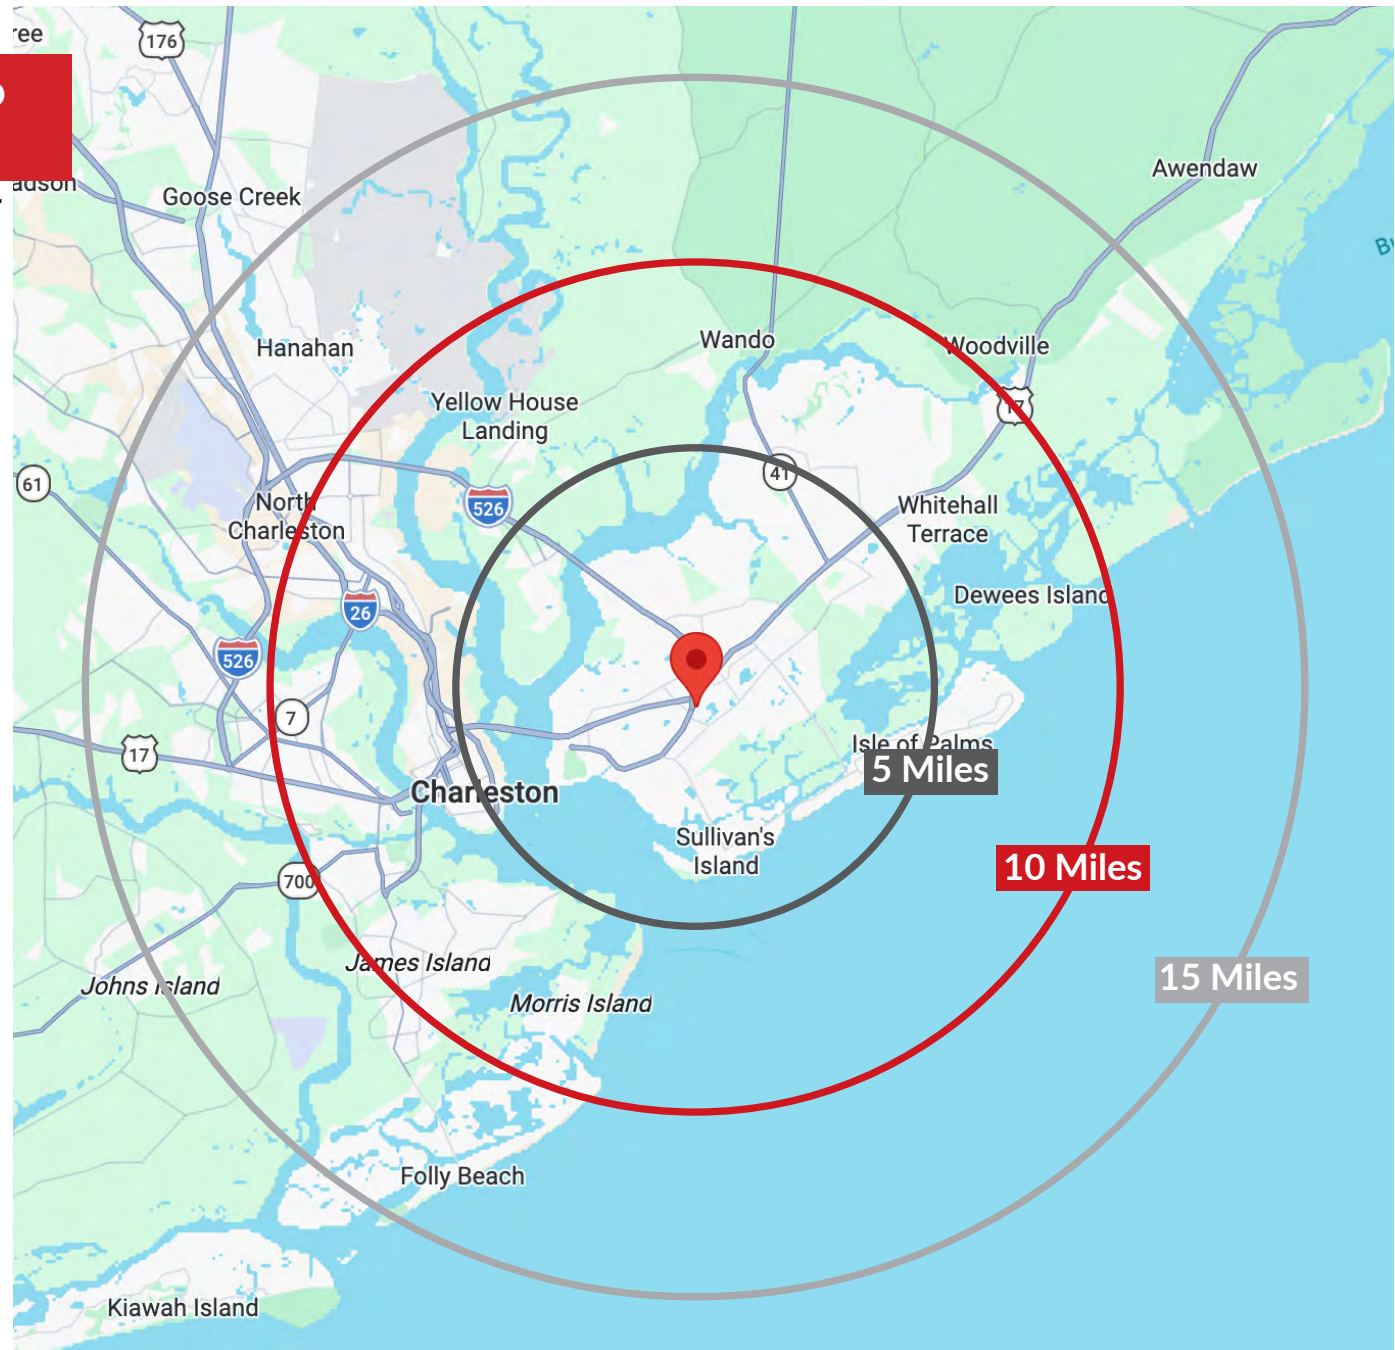 176
Awendaw
Goose Creek
Wando
Woodville
Hanahan
17
Yellow House
Landing
41
61
526
North
Charleston
Whitehall
Terrace
Dewees Island
26
526
7
17
Isle of Palms
5 Miles
Charleston
Sullivan's
Island
10 Miles
700
James Island
15 Miles
Johns Island
Morris Island
Folly Beach
Kiawah Island